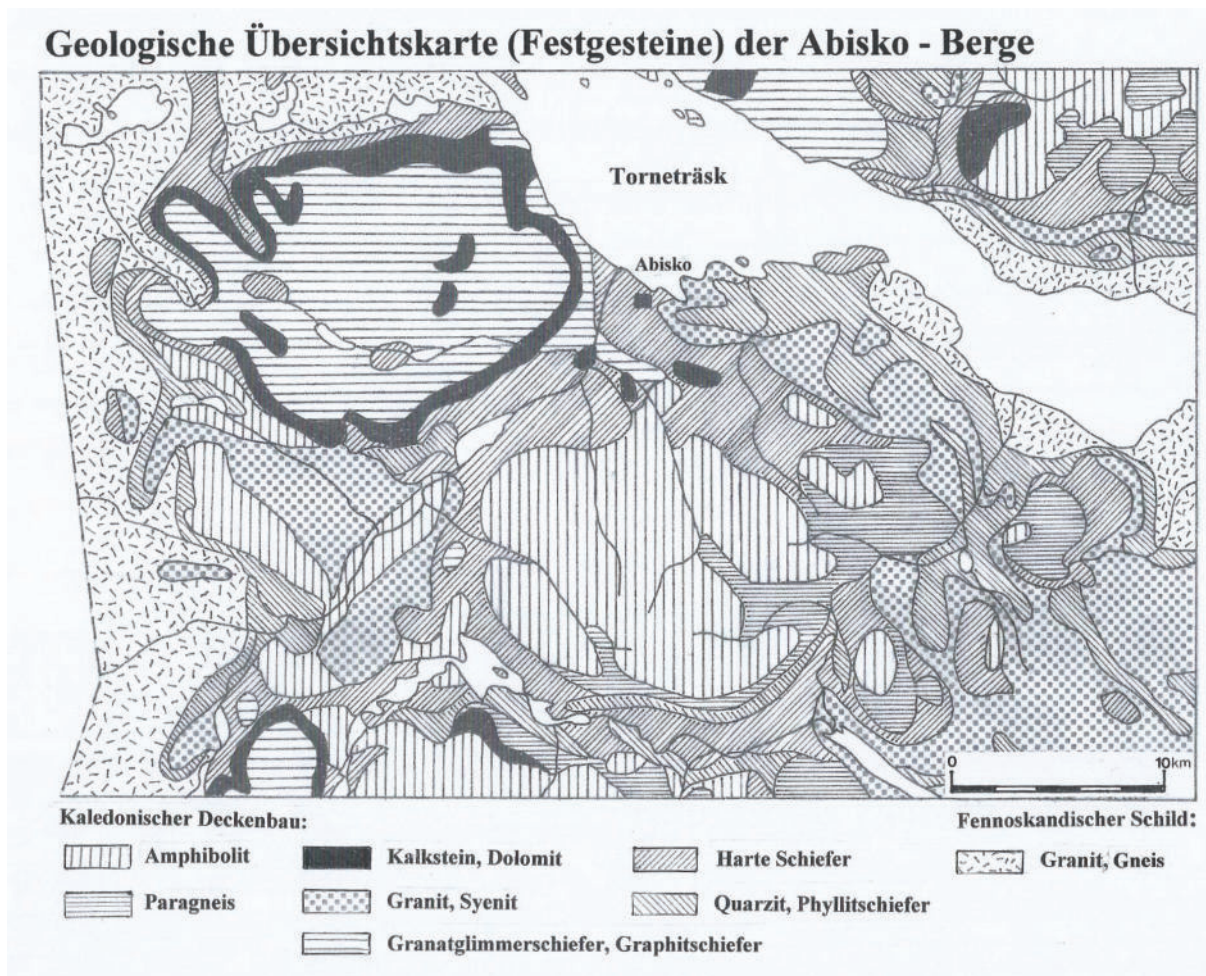 Geologische Übersichtskarte (Festgesteine) der Abisko - Berge
Torneträsk
Abisko
0 10km
Kaledonischer Deckenbau:
Fennoskandischer Schild:
Amphibolit
Kalkstein, Dolomit
Harte Schiefer
Granit, Gneis
Paragneis
Granit, Syenit
Quarzit, Phyllitschiefer
Granatglimmerschiefer, Graphitschiefer